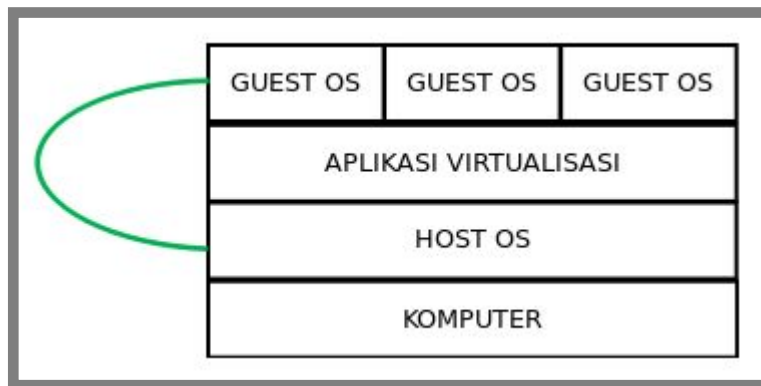 GUEST OS GUEST OS GUEST OS
APLIKASI VIRTUALISASI
HOST OS
KOMPUTER